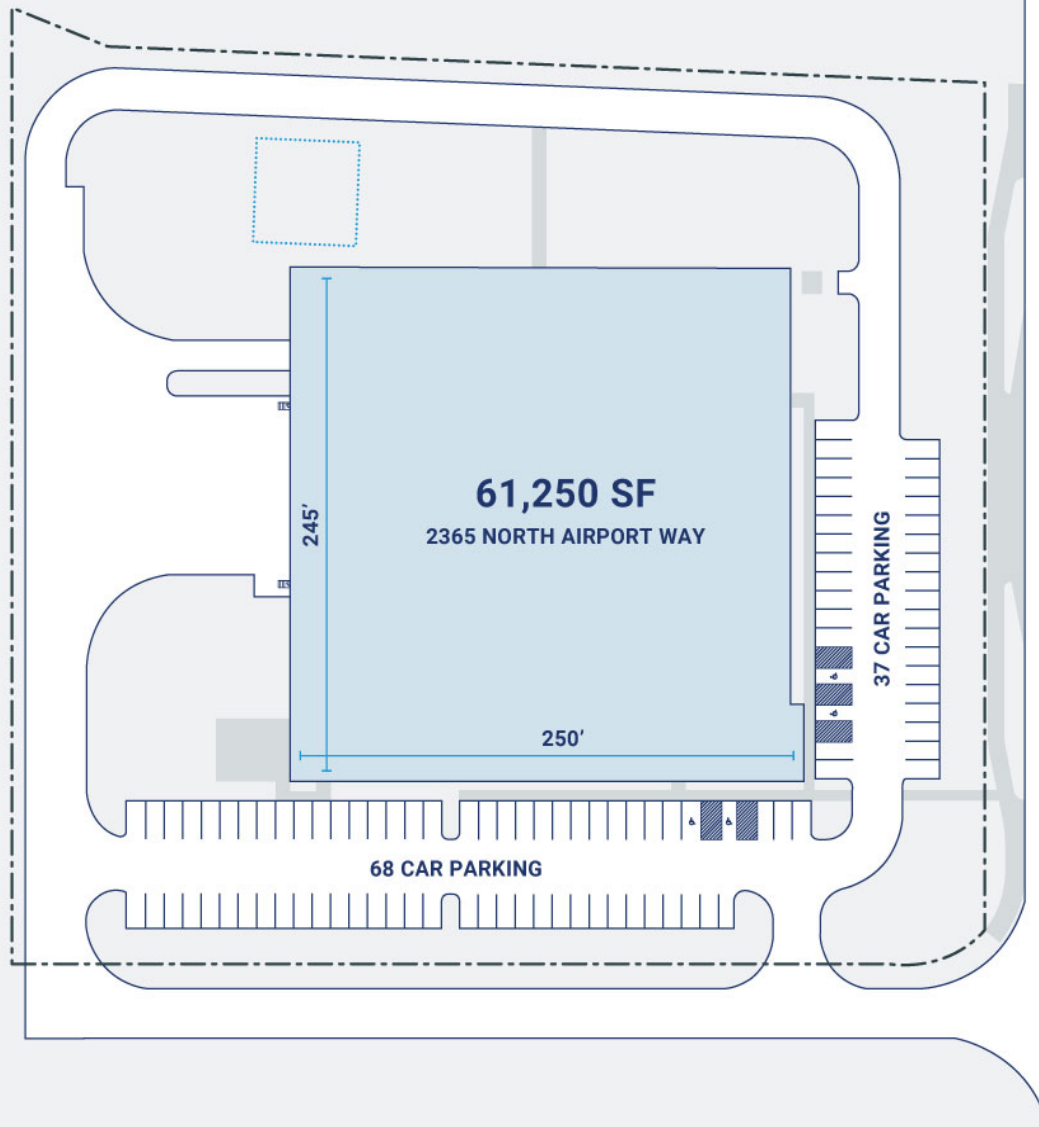 61,250 SF
2365 NORTH AIRPORT WAY
245'
250'
37 CAR PARKING
68 CAR PARKING